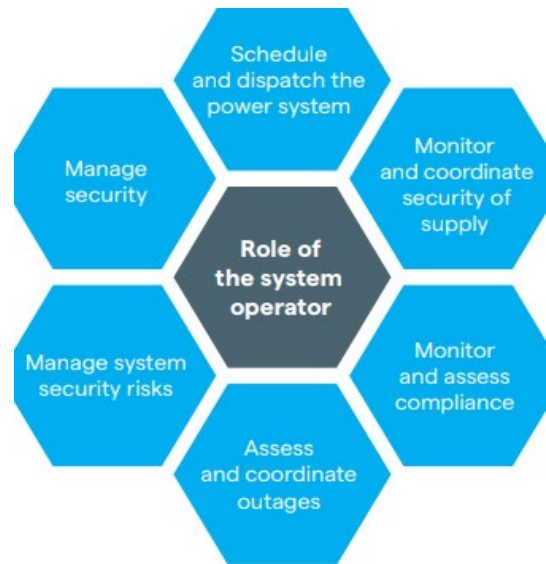 Schedule
and dispatch the
power system
Monitor
and coordinate
security of
supply
Monitor
and assess
compliance
Assess
and coordinate
outages
Manage system
security risks
Manage
security
Role of
the system
operator